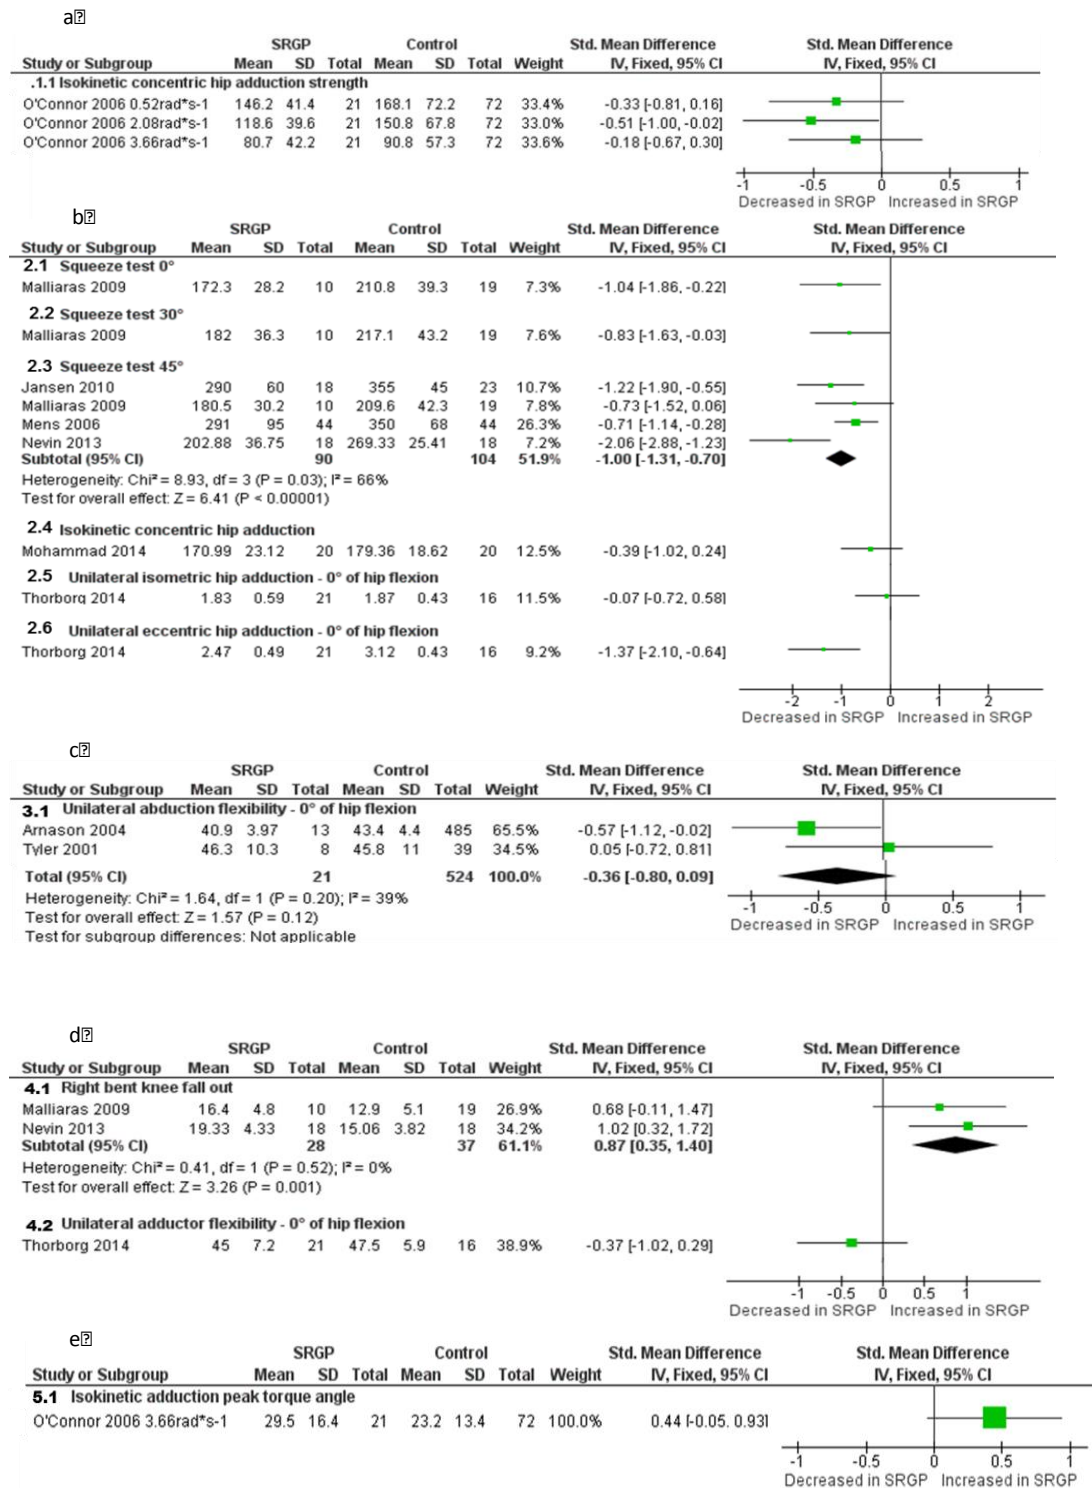 a
SRGP Control Std. Mean Difference Std. Mean Difference
Study or Subgroup Mean SD Total Mean SD Total Weight IV, Fixed, 95% CI IV, Fixed, 95% CI
.1.1 Isokinetic concentric hip adduction strength
O'Connor 2006 0.52rad*s-1 146.2 41.4 21 168.1 72.2 72 33.4% -0.33 [-0.81, 0.16]
O'Connor 2006 2.08rad*s-1 118.6 39.6 21 150.8 67.8 72 33.0% -0.51 [-1.00, -0.02]
O'Connor 2006 3.66rad*s-1 80.7 42.2 21 90.8 57.3 72 33.6% -0.18 [-0.67, 0.30]
-1 -0.5 0 0.5 1
Decreased in SRGP Increased in SRGP
b
SRGP Control Std. Mean Difference Std. Mean Difference
Study or Subgroup Mean SD Total Mean SD Total Weight IV, Fixed, 95% CI IV, Fixed, 95% CI
2.1 Squeeze test 0°
Malliaras 2009 172.3 28.2 10 210.8 39.3 19 7.3% -1.04 [-1.86, -0.22]
2.2 Squeeze test 30°
Malliaras 2009 182 36.3 10 217.1 43.2 19 7.6% -0.83 [-1.63, -0.03]
2.3 Squeeze test 45°
Jansen 2010 290 60 18 355 45 23 10.7% -1.22 [-1.90, -0.55]
Malliaras 2009 180.5 30.2 10 209.6 42.3 19 7.8% -0.73 [-1.52, 0.06]
Mens 2006 291 95 44 350 68 44 26.3% -0.71 [-1.14, -0.28]
Nevin 2013 202.88 36.75 18 269.33 25.41 18 7.2% -2.06 [-2.88, -1.23]
Subtotal (95% CI) 90 104 51.9% -1.00 [-1.31, -0.70]
Heterogeneity: Chi² = 8.93, df = 3 (P = 0.03); I² = 66%
Test for overall effect: Z = 6.41 (P < 0.00001)
2.4 Isokinetic concentric hip adduction
Mohammad 2014 170.99 23.12 20 179.36 18.62 20 12.5% -0.39 [-1.02, 0.24]
2.5 Unilateral isometric hip adduction - 0° of hip flexion
Thorborg 2014 1.83 0.59 21 1.87 0.43 16 11.5% -0.07 [-0.72, 0.58]
2.6 Unilateral eccentric hip adduction - 0° of hip flexion
Thorborg 2014 2.47 0.49 21 3.12 0.43 16 9.2% -1.37 [-2.10, -0.64]
-2 -1 0 1 2
Decreased in SRGP Increased in SRGP
c
SRGP Control Std. Mean Difference Std. Mean Difference
Study or Subgroup Mean SD Total Mean SD Total Weight IV, Fixed, 95% CI IV, Fixed, 95% CI
3.1 Unilateral abduction flexibility - 0° of hip flexion
Arnason 2004 40.9 3.97 13 43.4 4.4 485 65.5% -0.57 [-1.12, -0.02]
Tyler 2001 46.3 10.3 8 45.8 11 39 34.5% 0.05 [-0.72, 0.81]
Total (95% CI) 21 524 100.0% -0.36 [-0.80, 0.09]
Heterogeneity: Chi² = 1.64, df = 1 (P = 0.20); I² = 39%
Test for overall effect: Z = 1.57 (P = 0.12)
Test for subgroup differences: Not applicable
-1 -0.5 0 0.5 1
Decreased in SRGP Increased in SRGP
d
SRGP Control Std. Mean Difference Std. Mean Difference
Study or Subgroup Mean SD Total Mean SD Total Weight IV, Fixed, 95% CI IV, Fixed, 95% CI
4.1 Right bent knee fall out
Malliaras 2009 16.4 4.8 10 12.9 5.1 19 26.9% 0.68 [-0.11, 1.47]
Nevin 2013 19.33 4.33 18 15.06 3.82 18 34.2% 1.02 [0.32, 1.72]
Subtotal (95% CI) 28 37 61.1% 0.87 [0.35, 1.40]
Heterogeneity: Chi² = 0.41, df = 1 (P = 0.52); I² = 0%
Test for overall effect: Z = 3.26 (P = 0.001)
4.2 Unilateral adductor flexibility - 0° of hip flexion
Thorborg 2014 45 7.2 21 47.5 5.9 16 38.9% -0.37 [-1.02, 0.29]
-1 -0.5 0 0.5 1
Decreased in SRGP Increased in SRGP
e
SRGP Control Std. Mean Difference Std. Mean Difference
Study or Subgroup Mean SD Total Mean SD Total Weight IV, Fixed, 95% CI IV, Fixed, 95% CI
5.1 Isokinetic adduction peak torque angle
O'Connor 2006 3.66rad*s-1 29.5 16.4 21 23.2 13.4 72 100.0% 0.44 [-0.05, 0.93]
-1 -0.5 0 0.5 1
Decreased in SRGP Increased in SRGP